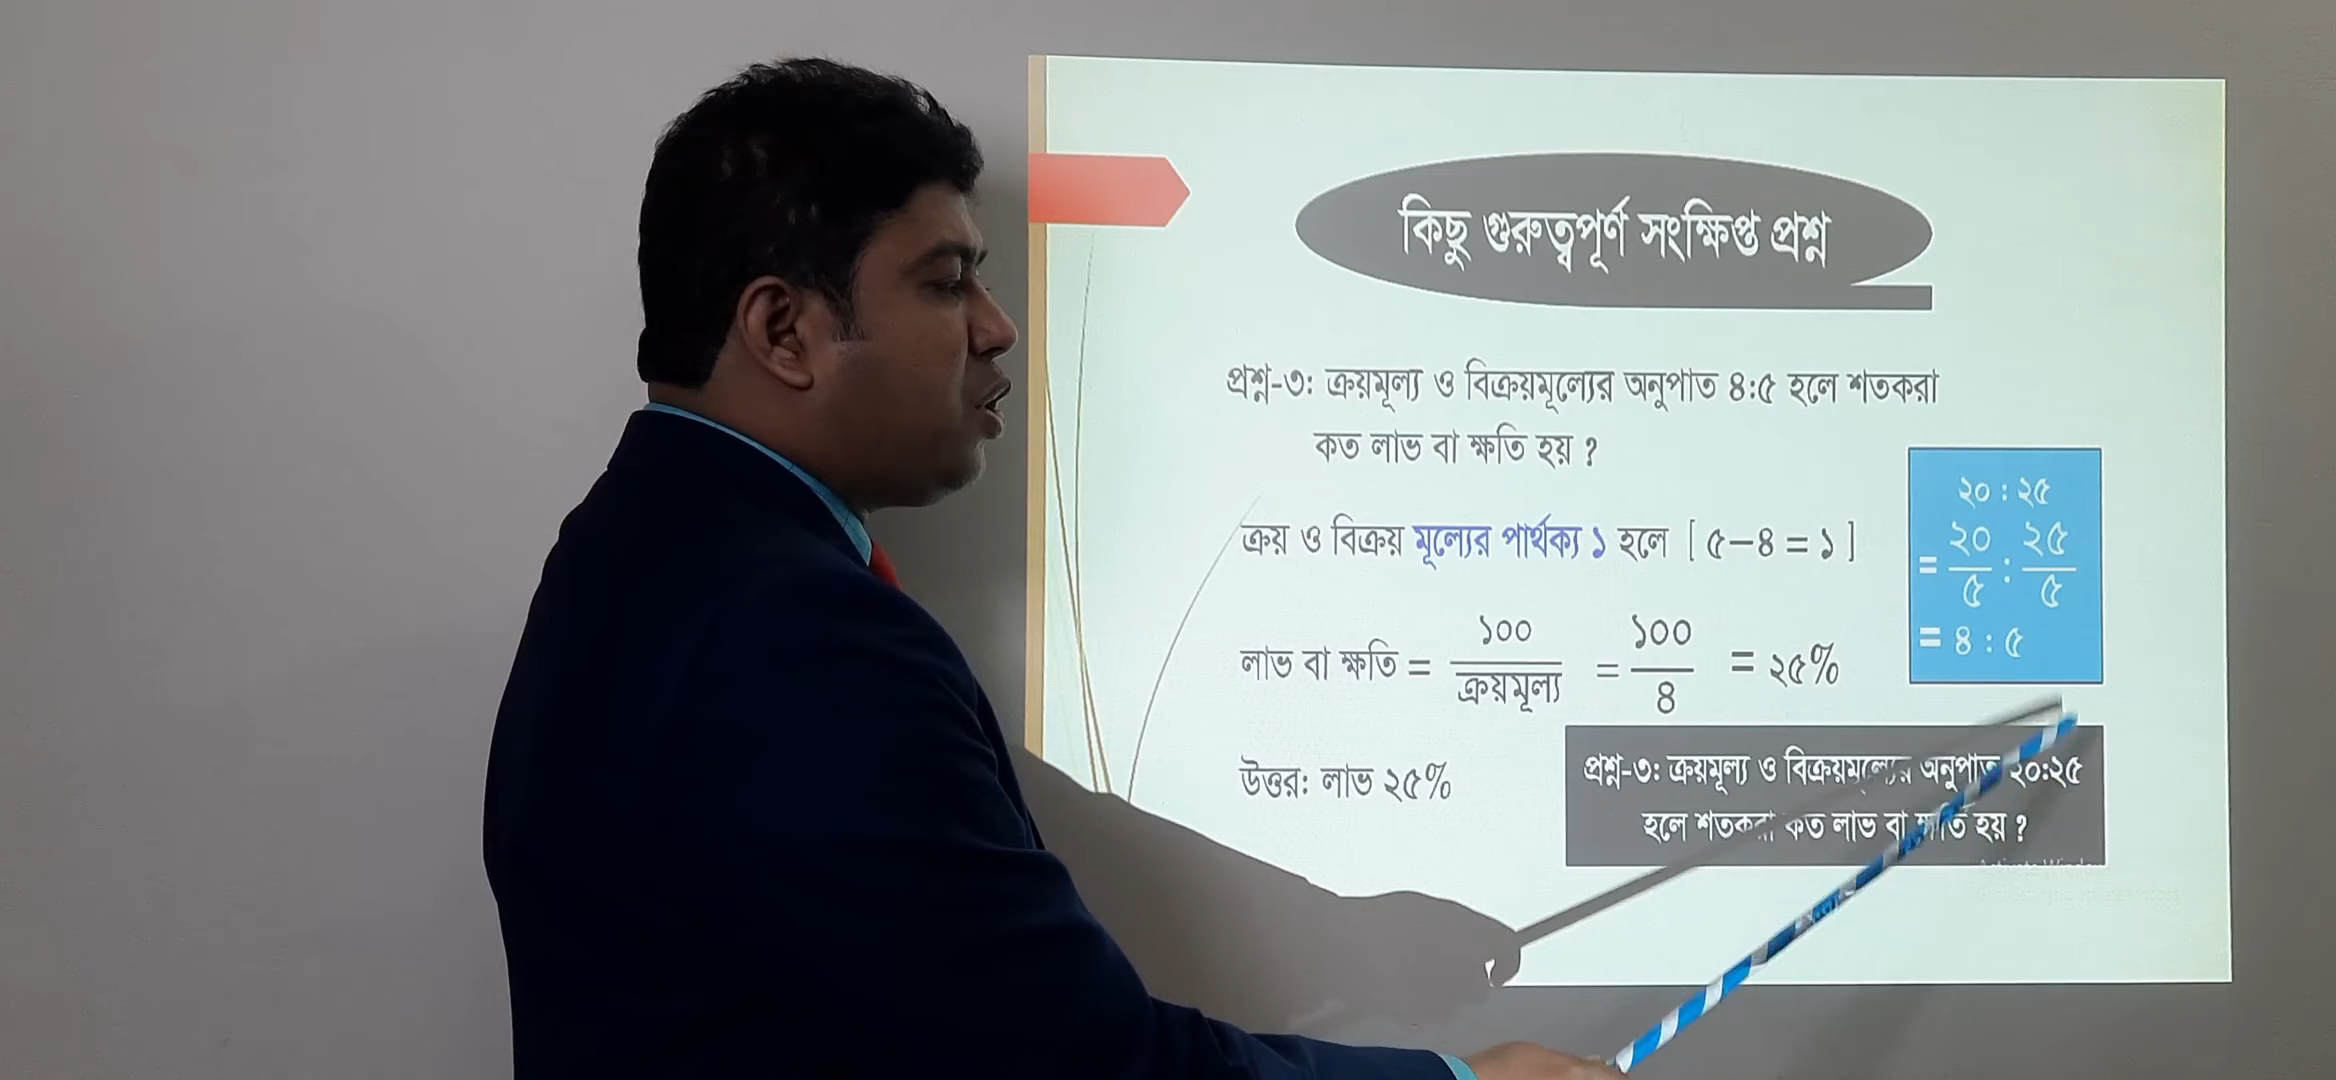 কিছু গুরুত্বপূর্ণ সংক্ষিপ্ত প্রশ্ন
প্রশ্ন-৩: ক্রয়মূল্য ও বিক্রয়মূল্যের অনুপাত ৪:৫ হলে শতকরা
কত লাভ বা ক্ষতি হয় ?
ক্রয় ও বিক্রয় মূল্যের পার্থক্য ১ হলে [ ৫-৪ = ১ ]
লাভ বা ক্ষতি = ১০০/ক্রয়মূল্য = ১০০/৪ = ২৫%
উত্তর: লাভ ২৫%
২০ : ২৫
= ২০/৫ : ২৫/৫
= ৪ : ৫
প্রশ্ন-৩: ক্রয়মূল্য ও বিক্রয়মূল্যের অনুপাত ২০:২৫
হলে শতকরা কত লাভ বা ক্ষতি হয় ?